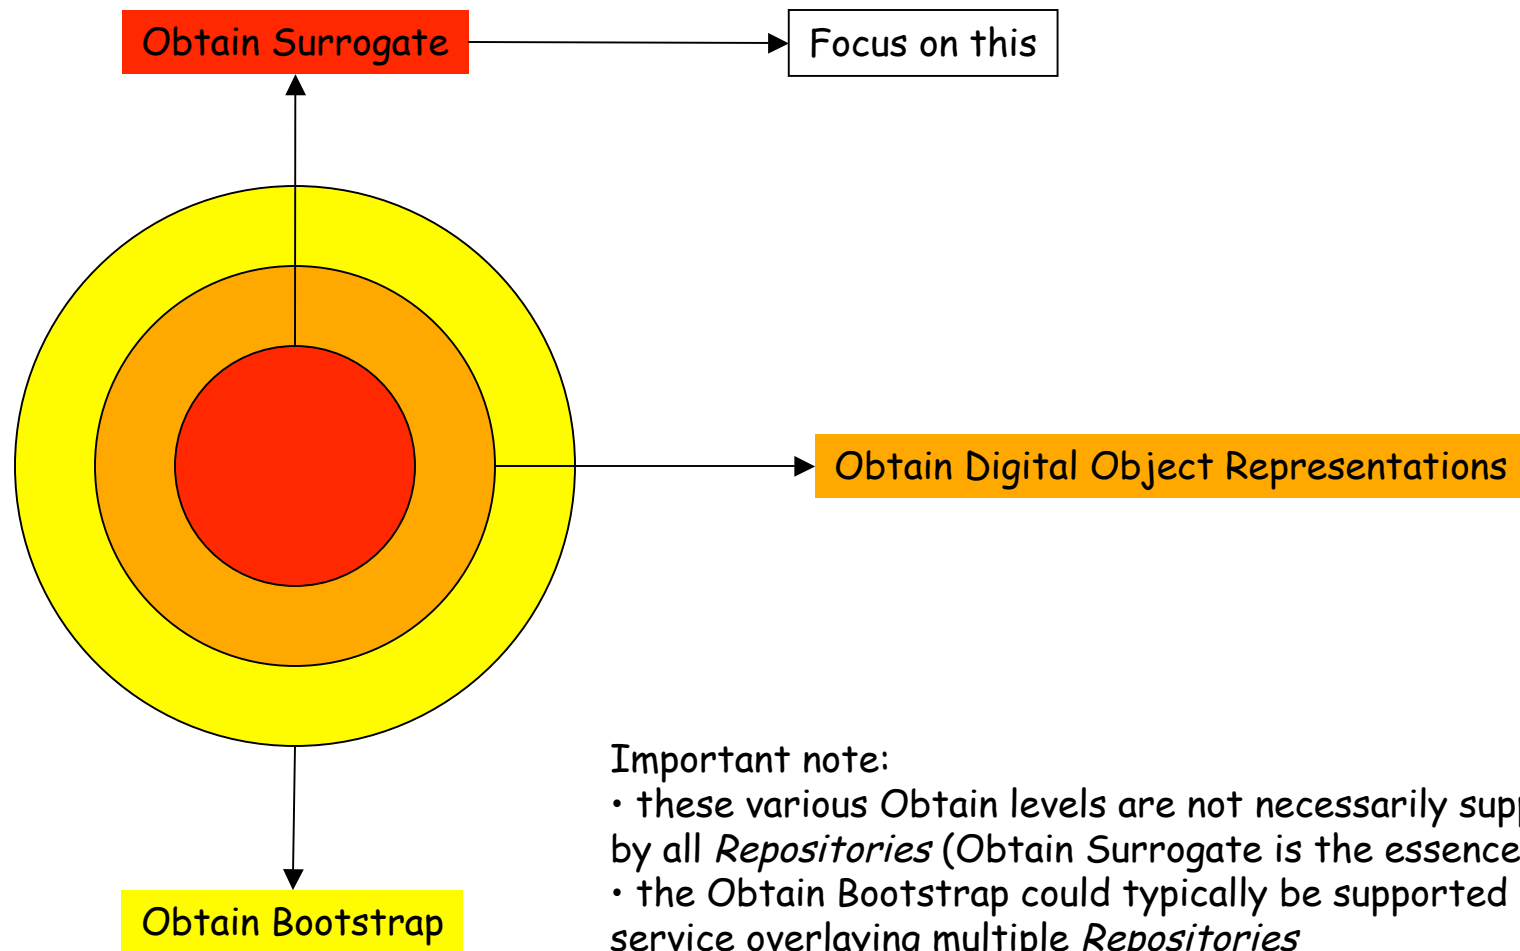 Obtain Surrogate
Focus on this
Obtain Digital Object Representations
Important note:
• these various Obtain levels are not necessarily
by all Repositories (Obtain Surrogate is the essence
• the Obtain Bootstrap could typically be supported
service overlaying multiple Repositories
Obtain Bootstrap